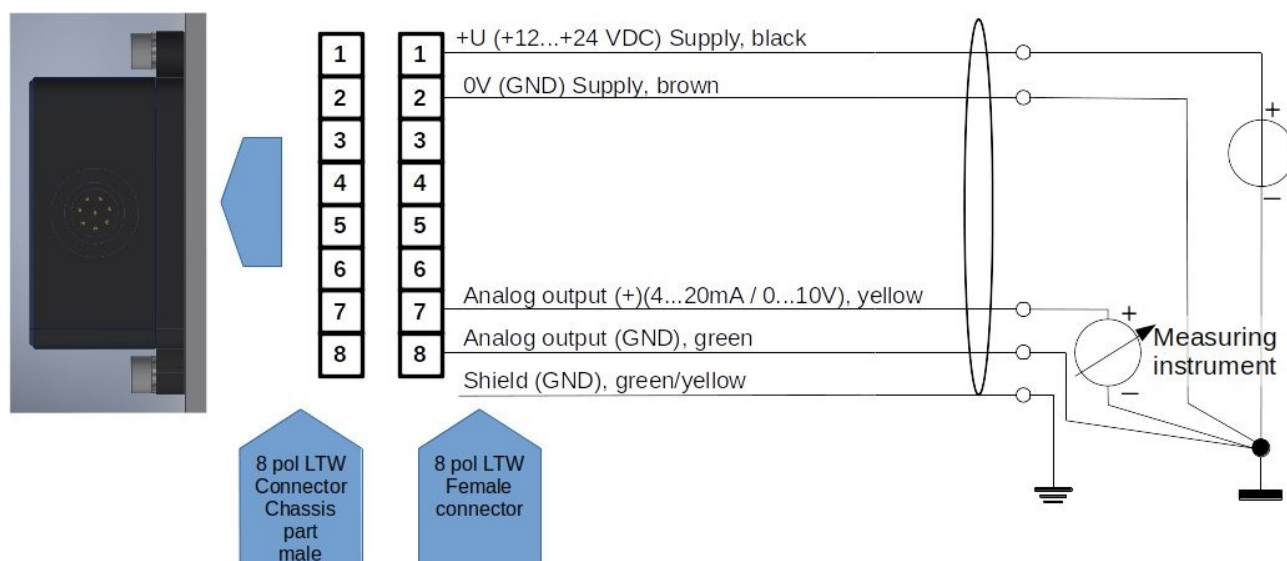 +U (+12...+24 VDC) Supply, black
0V (GND) Supply, brown
1
2
3
4
5
6
7
8
1
2
3
4
5
6
7
8
Analog output (+)(4...20mA / 0...10V), yellow
Analog output (GND), green
Shield (GND), green/yellow
+
−
+
−
Measuring
instrument
8 pol LTW
Connector
Chassis
part
male
8 pol LTW
Female
connector